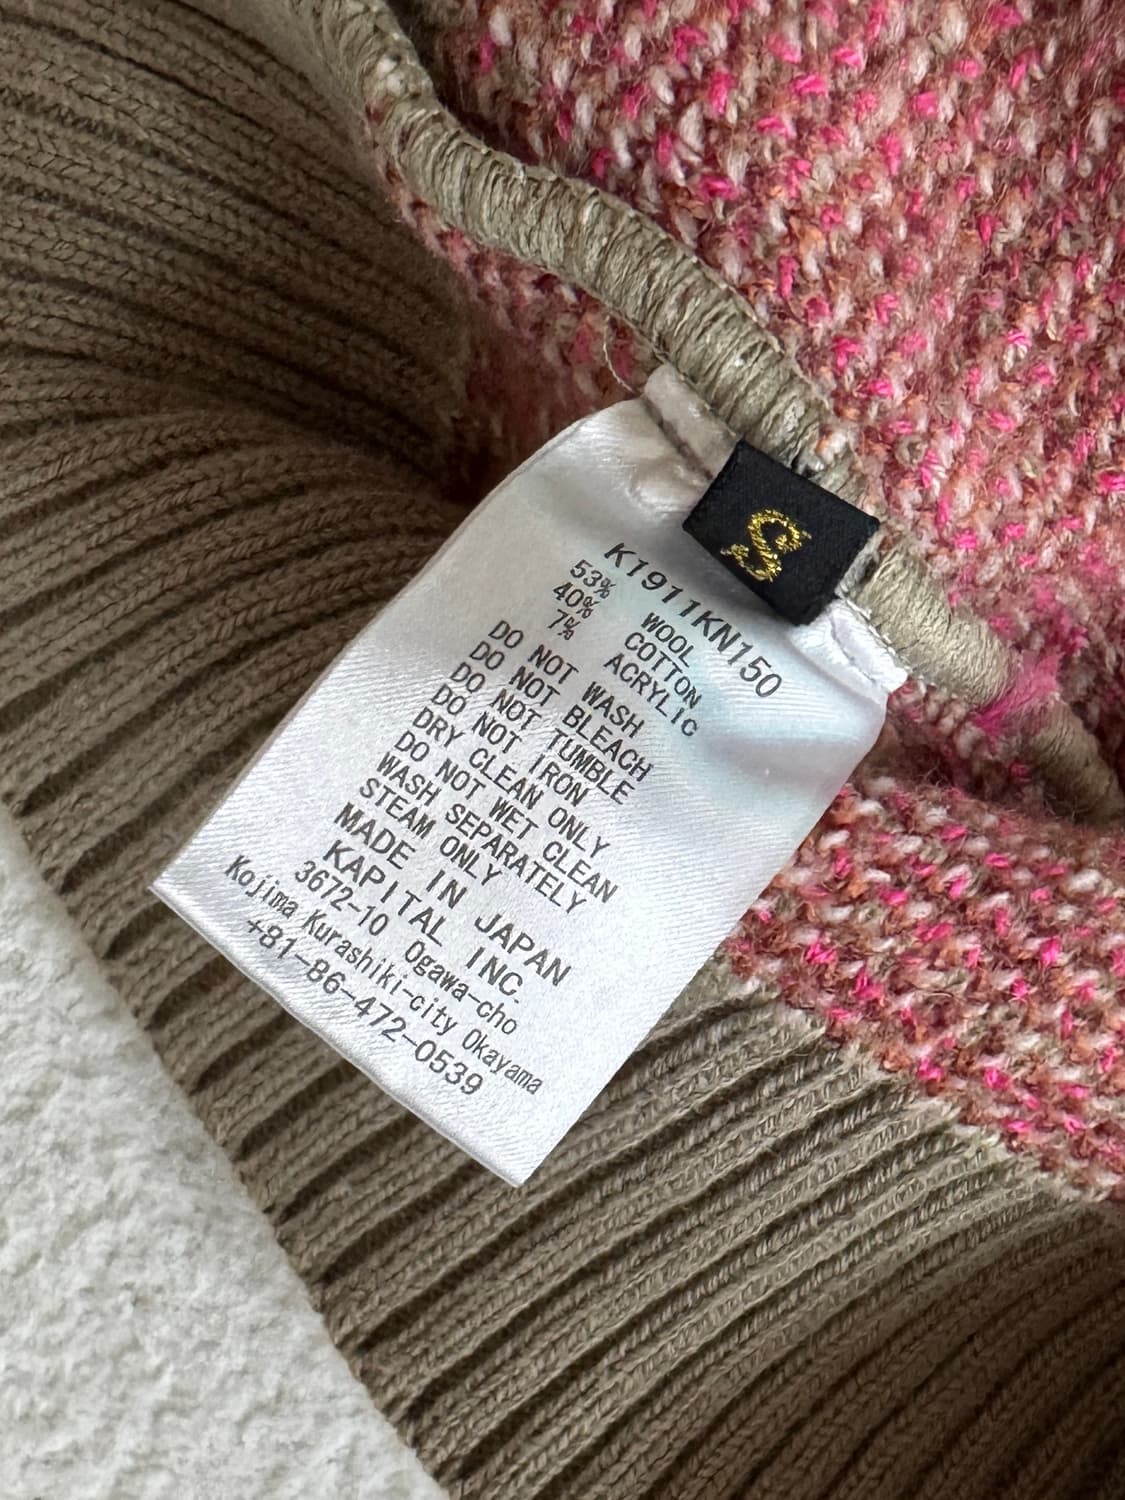 S
K1911KN150
53% WOOL
40% COTTON
7% ACRYLIC
DO NOT WASH
DO NOT BLEACH
DO NOT TUMBLE
DO NOT IRON
DRY CLEAN ONLY
DO NOT WET CLEAN
WASH SEPARATELY
STEAM ONLY
MADE IN JAPAN
KAPITAL INC.
3672-10 Ogawa-cho
Kojima Kurashiki-city Okayama
+81-86-472-0539